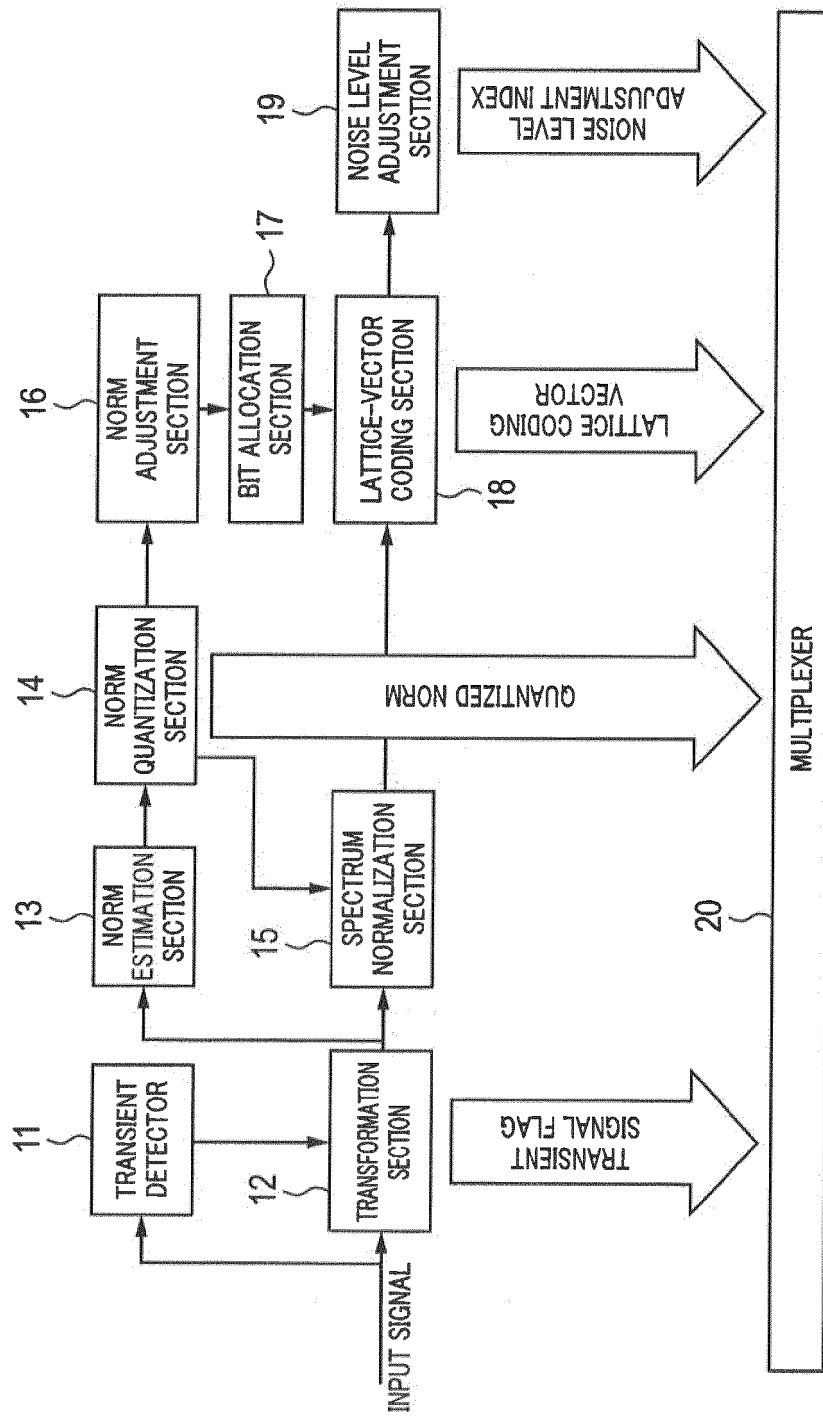 INPUT SIGNAL
11
TRANSIENT
DETECTOR
12
TRANSFORMATION
SECTION
13
NORM
ESTIMATION
SECTION
14
NORM
QUANTIZATION
SECTION
15
SPECTRUM
NORMALIZATION
SECTION
16
NORM
ADJUSTMENT
SECTION
17
BIT ALLOCATION
SECTION
LATTICE-VECTOR
CODING SECTION
18
19
NOISE LEVEL
ADJUSTMENT
SECTION
TRANSIENT
SIGNAL FLAG
QUANTIZED NORM
LATTICE CODING
VECTOR
NOISE LEVEL
ADJUSTMENT INDEX
20
MULTIPLEXER